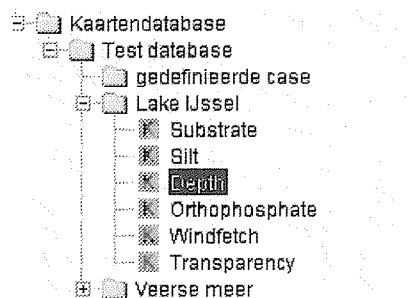 Kaartendatabase
Test database
gedefinieerde case
Lake IJssel
Substrate
Silt
Depth
Orthophosphate
Windfetch
Transparency
Veerse meer